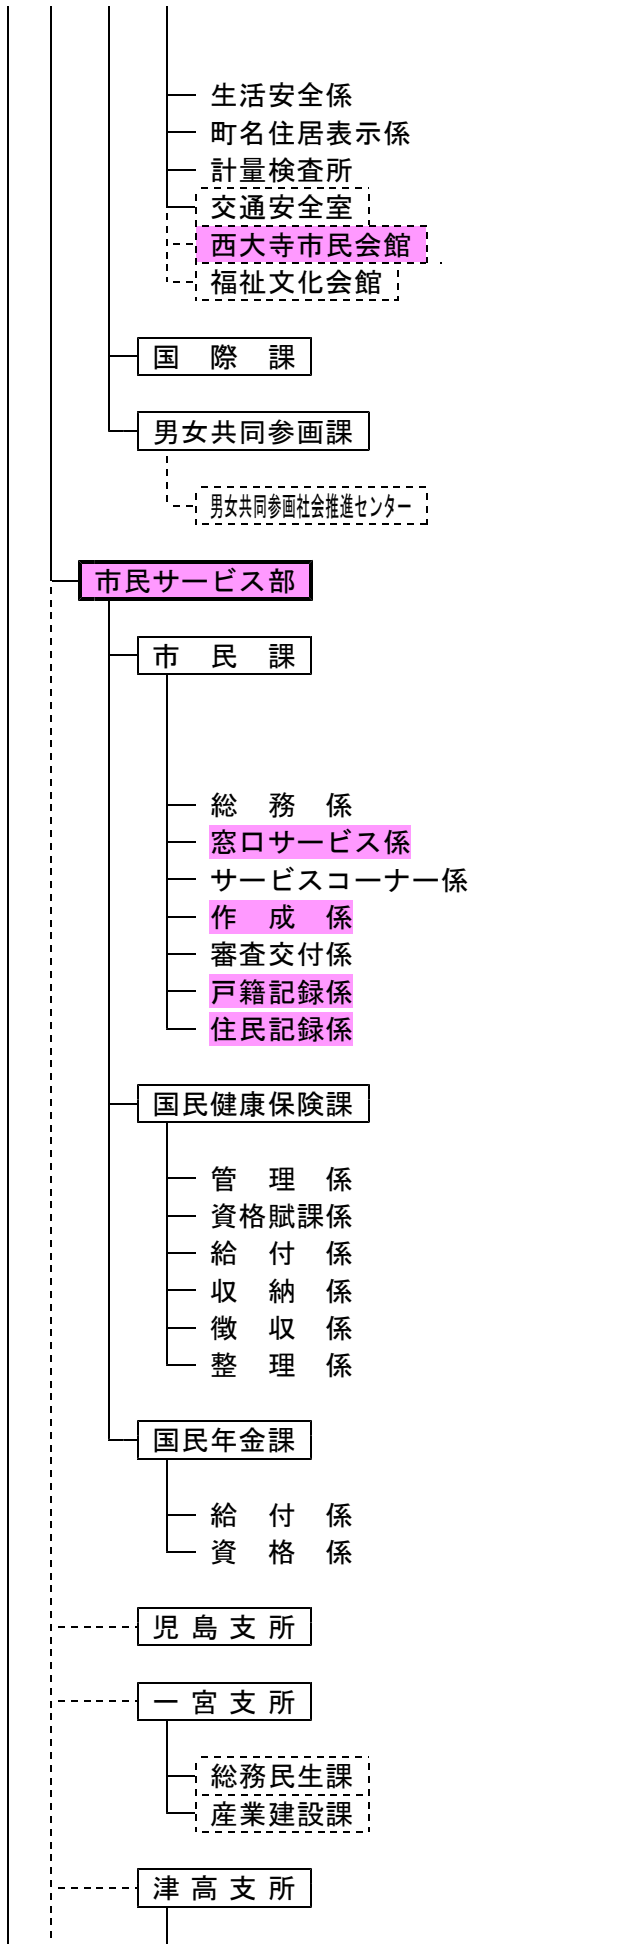 生活安全係
町名住居表示係
計量検査所
交通安全室
西大寺市民会館
福祉文化会館
国　際　課
男女共同参画課
男女共同参画社会推進センター
市民サービス部
市　民　課
総　務　係
窓口サービス係
サービスコーナー係
作　成　係
審査交付係
戸籍記録係
住民記録係
国民健康保険課
管　理　係
資格賦課係
給　付　係
収　納　係
徴　収　係
整　理　係
国民年金課
給　付　係
資　格　係
児 島 支 所
一 宮 支 所
総務民生課
産業建設課
津 高 支 所